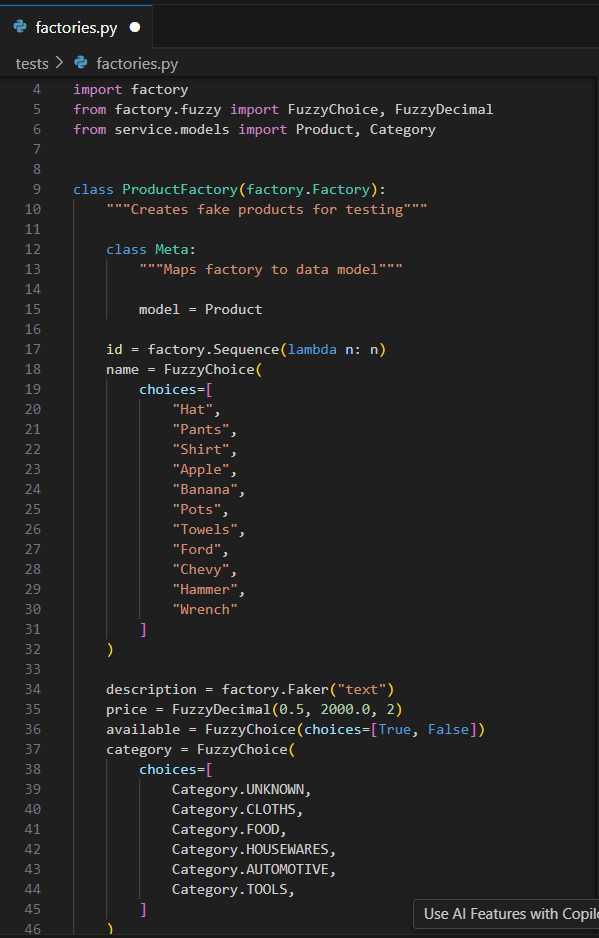 factories.py
tests > factories.py
4 import factory
5 from factory.fuzzy import FuzzyChoice, FuzzyDecimal
6 from service.models import Product, Category
7
8
9 class ProductFactory(factory.Factory):
10     """Creates fake products for testing"""
11
12     class Meta:
13         """Maps factory to data model"""
14
15         model = Product
16
17     id = factory.Sequence(lambda n: n)
18     name = FuzzyChoice(
19         choices=[
20             "Hat",
21             "Pants",
22             "Shirt",
23             "Apple",
24             "Banana",
25             "Pots",
26             "Towels",
27             "Ford",
28             "Chevy",
29             "Hammer",
30             "Wrench"
31         ]
32     )
33
34     description = factory.Faker("text")
35     price = FuzzyDecimal(0.5, 2000.0, 2)
36     available = FuzzyChoice(choices=[True, False])
37     category = FuzzyChoice(
38         choices=[
39             Category.UNKNOWN,
40             Category.CLOTHS,
41             Category.FOOD,
42             Category.HOUSEWARES,
43             Category.AUTOMOTIVE,
44             Category.TOOLS,
45         ]
46     )
Use AI Features with Copil